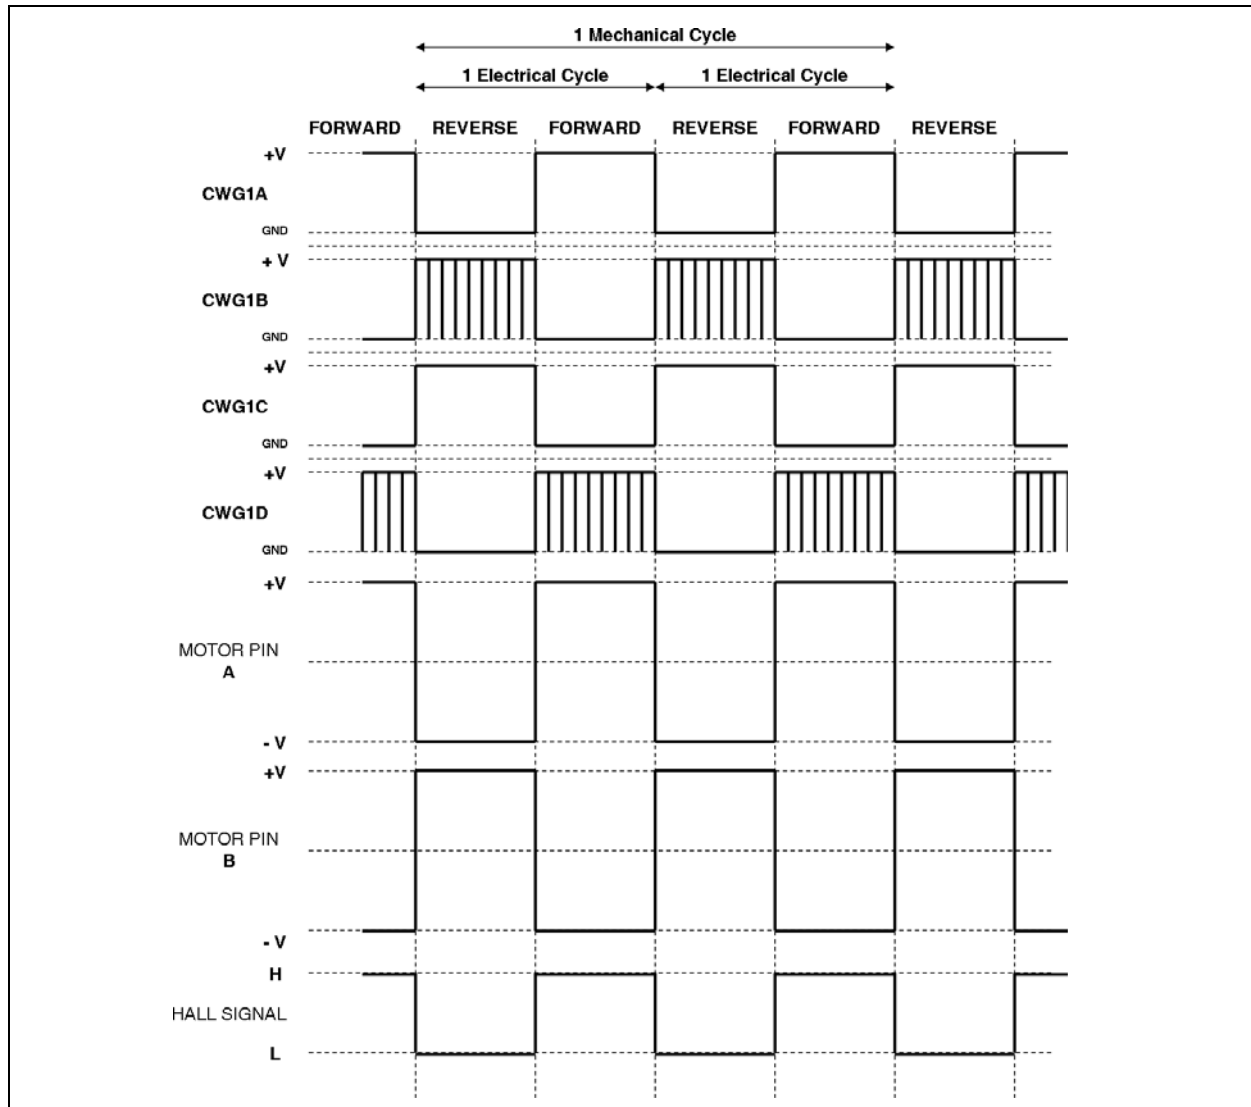 1 Mechanical Cycle
1 Electrical Cycle 1 Electrical Cycle
FORWARD REVERSE FORWARD REVERSE FORWARD REVERSE
+V
CWG1A
GND
+ V
CWG1B
GND
+V
CWG1C
GND
+V
CWG1D
GND
+V
MOTOR PIN
A
- V
+V
MOTOR PIN
B
- V
H
HALL SIGNAL
L